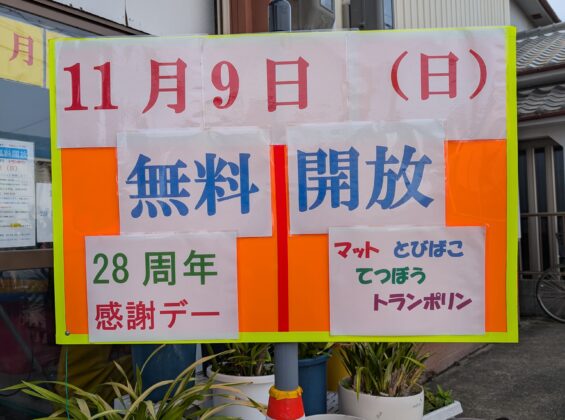 月
11月9日（日）
無料 開放
28周年
感謝デー
マット とびばこ
てつぼう
トランポリン